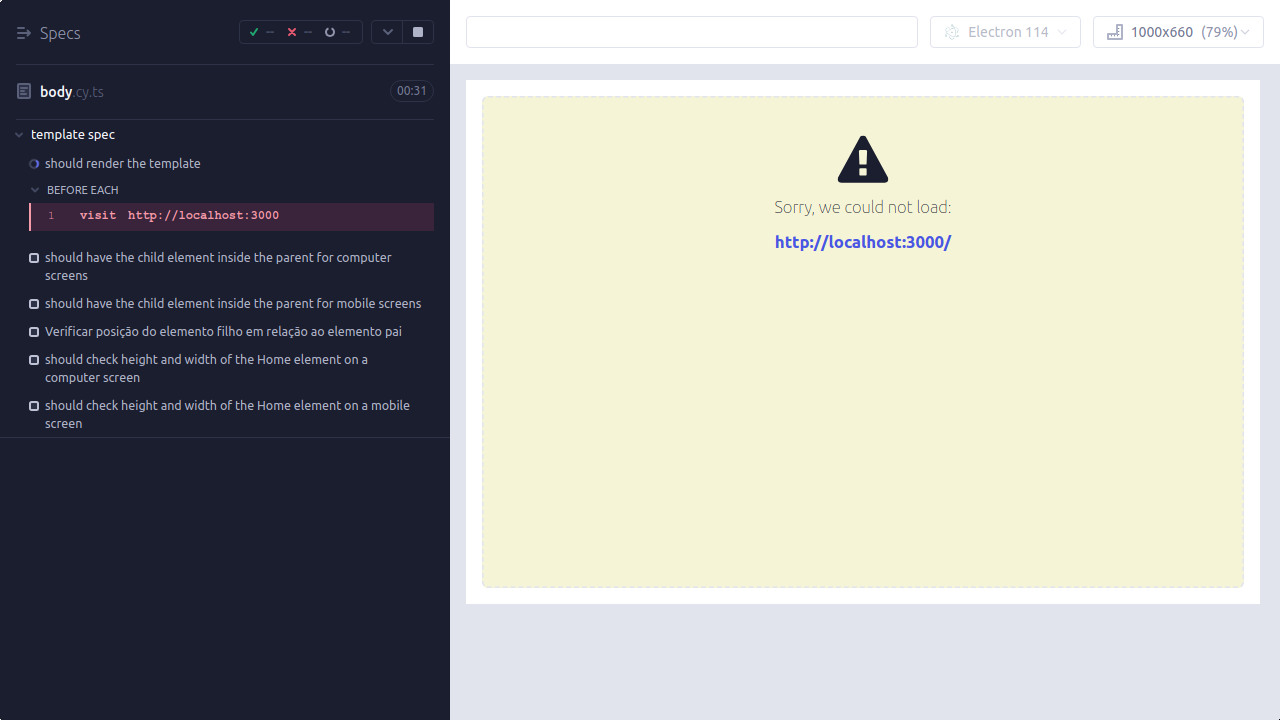 Specs
-- -- --
body.cy.ts
00:31
template spec
should render the template
BEFORE EACH
1 visit http://localhost:3000
should have the child element inside the parent for computer
screens
should have the child element inside the parent for mobile screens
Verificar posição do elemento filho em relação ao elemento pai
should check height and width of the Home element on a
computer screen
should check height and width of the Home element on a mobile
screen
Electron 114
1000x660 (79%)
Sorry, we could not load:
http://localhost:3000/